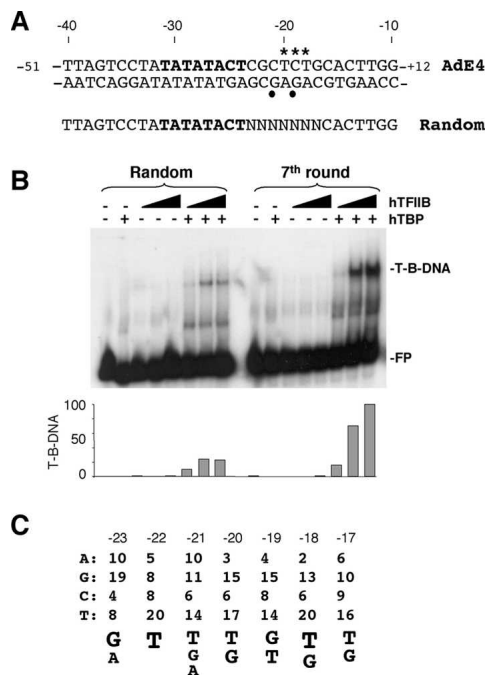 A
-40 -30 -20 -10
***
-51 -TTAGTCCTATATATACTCGCTCTGCACTTGG-+12 AdE4
-AATCAGGATATATATGAGCGAGACGTGAACC-
TTAGTCCTATATATACTNNNNNNNCACTTGG Random
B
Random 7th round
- - - - hTFIIB
- + - - + + + - + - - + + + hTBP
-T-B-DNA
-FP
T-B-DNA
100
50
0
C
-23 -22 -21 -20 -19 -18 -17
A: 10 5 10 3 4 2 6
G: 19 8 11 15 15 13 10
C: 4 8 6 6 8 6 9
T: 8 20 14 17 14 20 16
G T T T G T T
A G G T G G
A